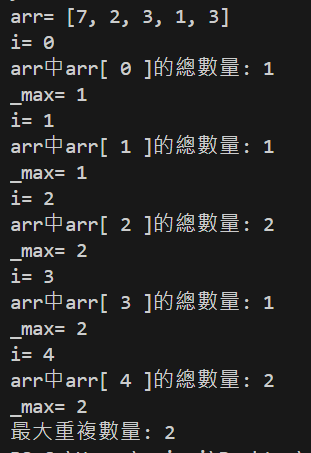 arr= [7, 2, 3, 1, 3]
i= 0
arr中arr[ 0 ]的總數量: 1
_max= 1
i= 1
arr中arr[ 1 ]的總數量: 1
_max= 1
i= 2
arr中arr[ 2 ]的總數量: 2
_max= 2
i= 3
arr中arr[ 3 ]的總數量: 1
_max= 2
i= 4
arr中arr[ 4 ]的總數量: 2
_max= 2
最大重複數量: 2